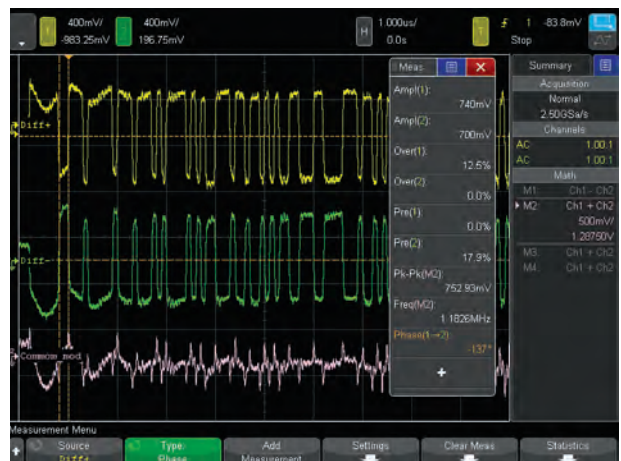 400mV/ 400mV/ 1.000us/ 1 -83.8mV
-983.25mV 196.75mV H 0.0s T Stop
Meas
Ampl(1):
740mV
Ampl(2):
700mV
Over(1):
12.5%
Over(2):
0.0%
Pre(1):
0.0%
Pre(2):
17.9%
Pk-Pk(M2):
752.93mV
Freq(M2):
1.1826MHz
Phase(1→2):
-137°
+
Summary
Acquisition
Normal
2.50GSa/s
Channels
AC 1.00:1
AC 1.00:1
Math
M1: Ch1 - Ch2
M2: Ch1 + Ch2
500mV/
1.28750V
M3: Ch1 + Ch2
M4: Ch1 + Ch2
Diff+
Diff-
Common_mod
Measurement Menu
Source Type: Add Settings Clear Meas Statistics
Diff+ Phase Measurement